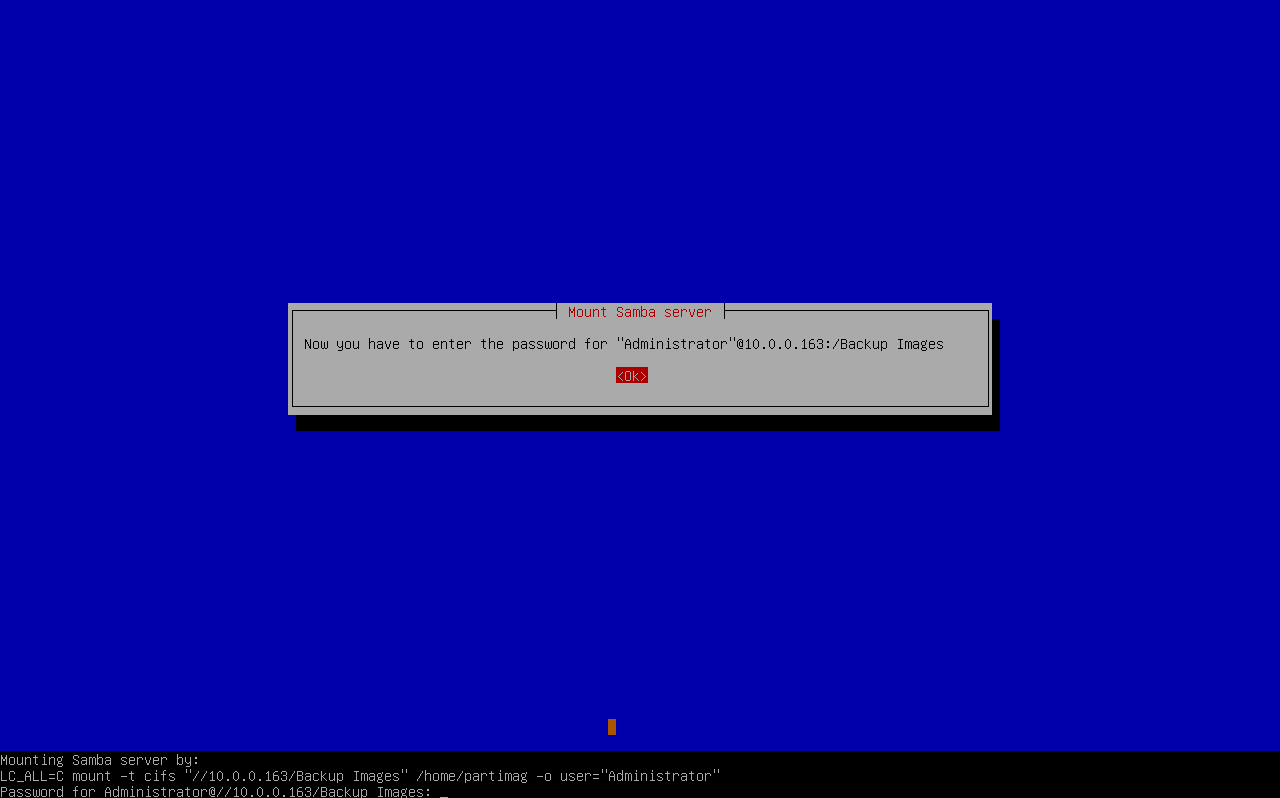 Mount Samba server
Now you have to enter the password for "Administrator"@10.0.0.163:/Backup Images
<Ok>
Mounting Samba server by:
LC_ALL=C mount -t cifs "//10.0.0.163/Backup Images" /home/partimag -o user="Administrator"
Password for Administrator@//10.0.0.163/Backup Images: _